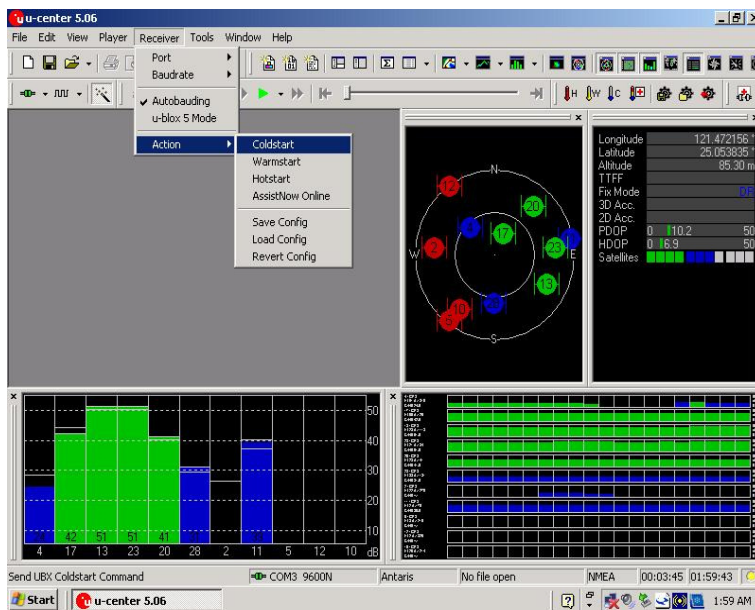 u-center 5.06
File Edit View Player Receiver Tools Window Help
Port
Baudrate
Autobauding
u-blox 5 Mode
Action
Coldstart
Warmstart
Hotstart
AssistNow Online
Save Config
Load Config
Revert Config
H W C
N
W E
S
12
20
17
23
2
13
10
Longitude 121.472156 °
Latitude 25.053835 °
Altitude 85.30 m
TTFF
Fix Mode DR
3D Acc.
2D Acc.
PDOP 0 10.2 50
HDOP 0 6.9 50
Satellites
50
40
30
20
10
24 42 51 51 41
4 17 13 23 20 28 2 11 5 12 10 dB
Send UBX Coldstart Command COM3 9600N Antaris No file open NMEA 00:03:45 01:59:43
Start u-center 5.06 1:59 AM